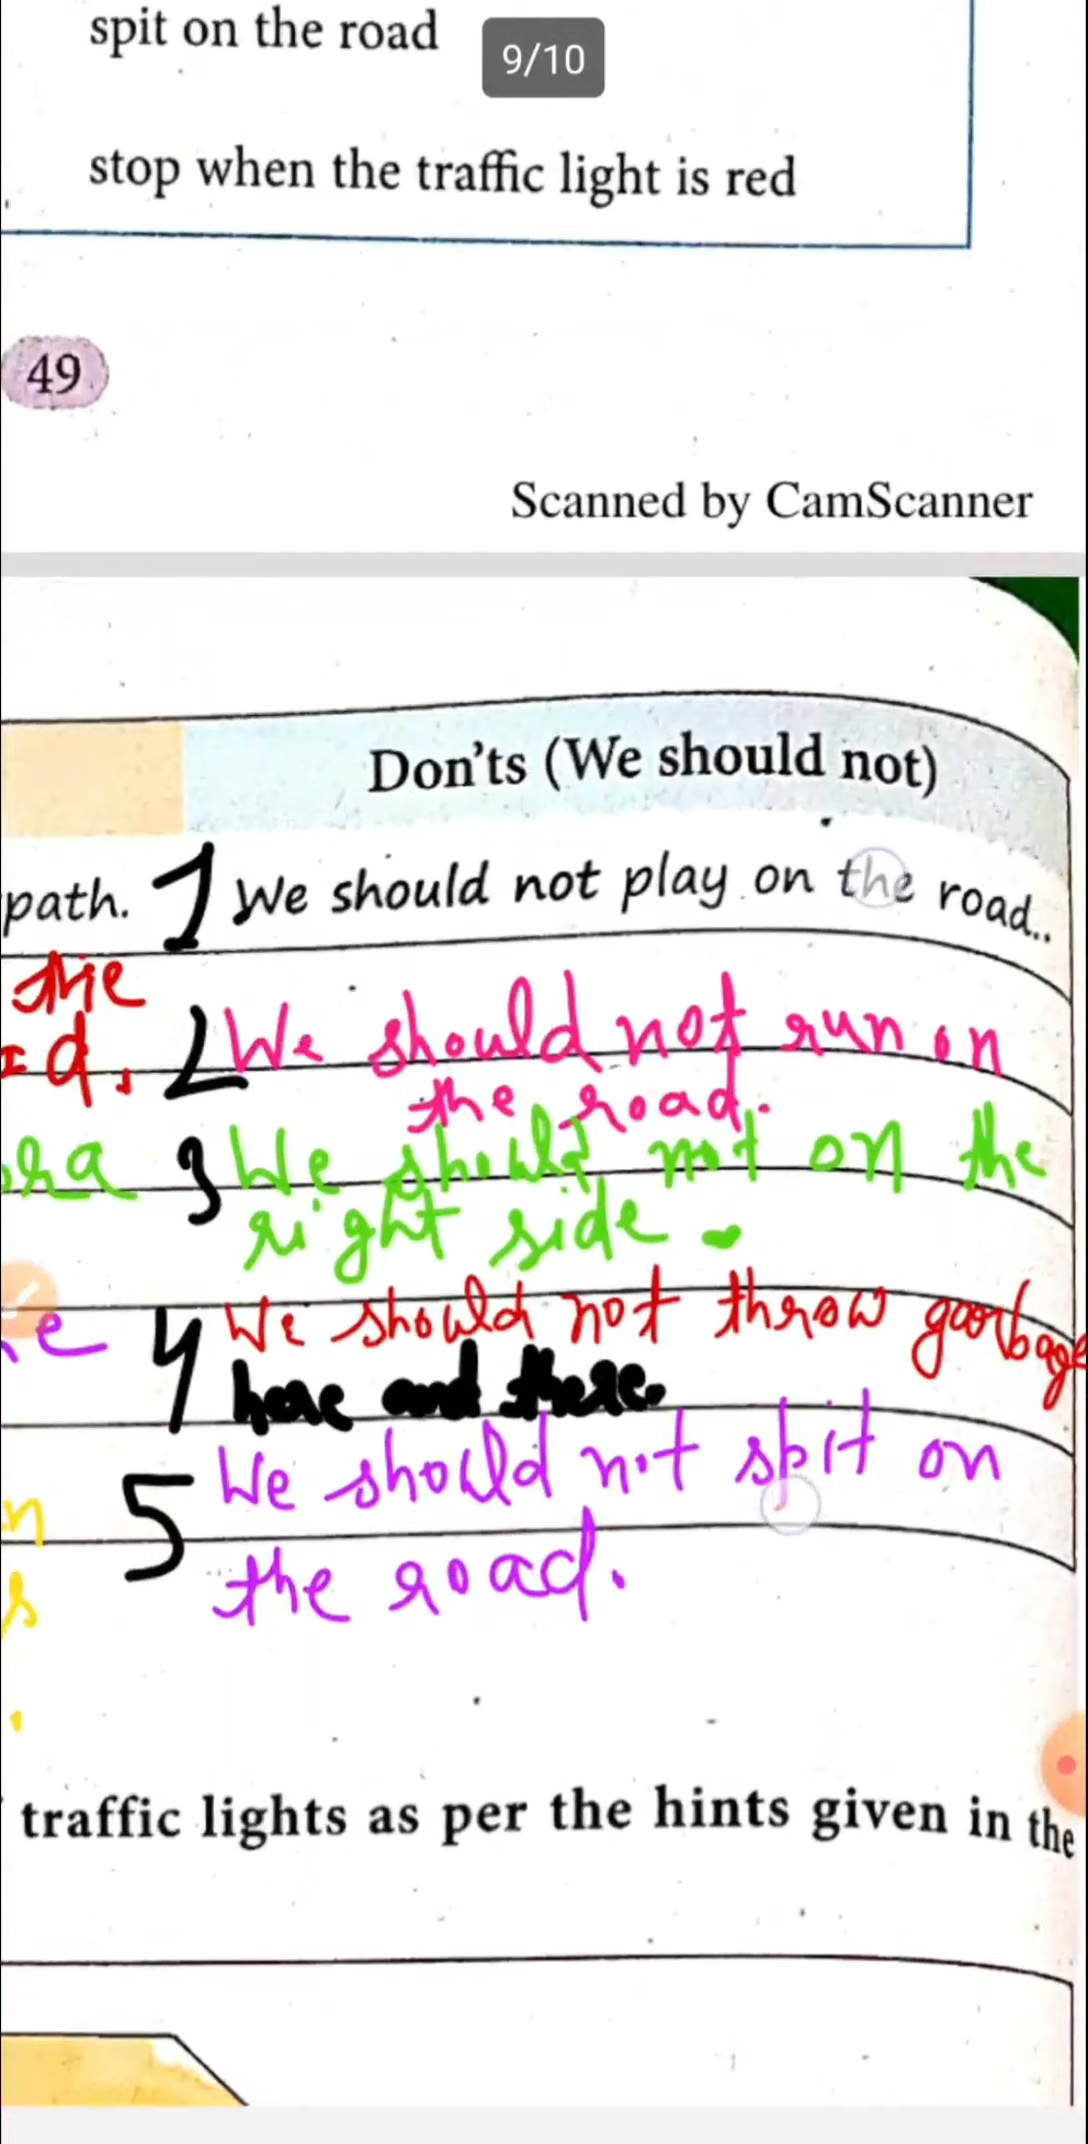 spit on the road
9/10
stop when the traffic light is red
49
Scanned by CamScanner
Don'ts (We should not)
path. 1 We should not play on the road..
the
d. 2 We should not run on
the road.
ra 3 We should not on the
right side.
e 4 We should not throw garbage
here and there.
5 We should not spit on
n the road.
s
traffic lights as per the hints given in the